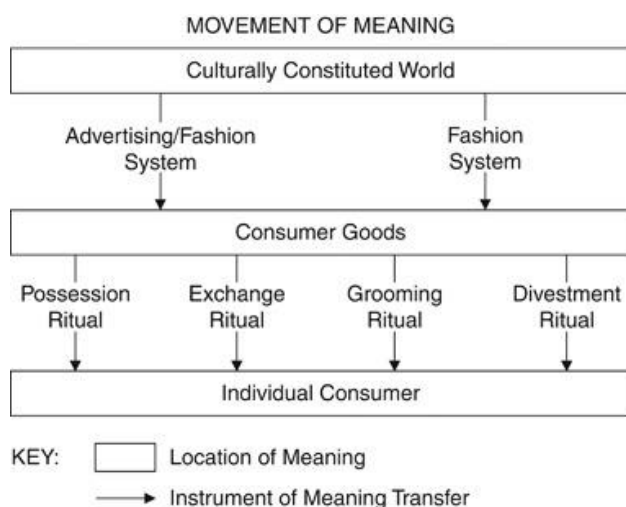 MOVEMENT OF MEANING
Culturally Constituted World
Advertising/Fashion
System
Fashion
System
Consumer Goods
Possession
Ritual
Exchange
Ritual
Grooming
Ritual
Divestment
Ritual
Individual Consumer
KEY:
Location of Meaning
Instrument of Meaning Transfer